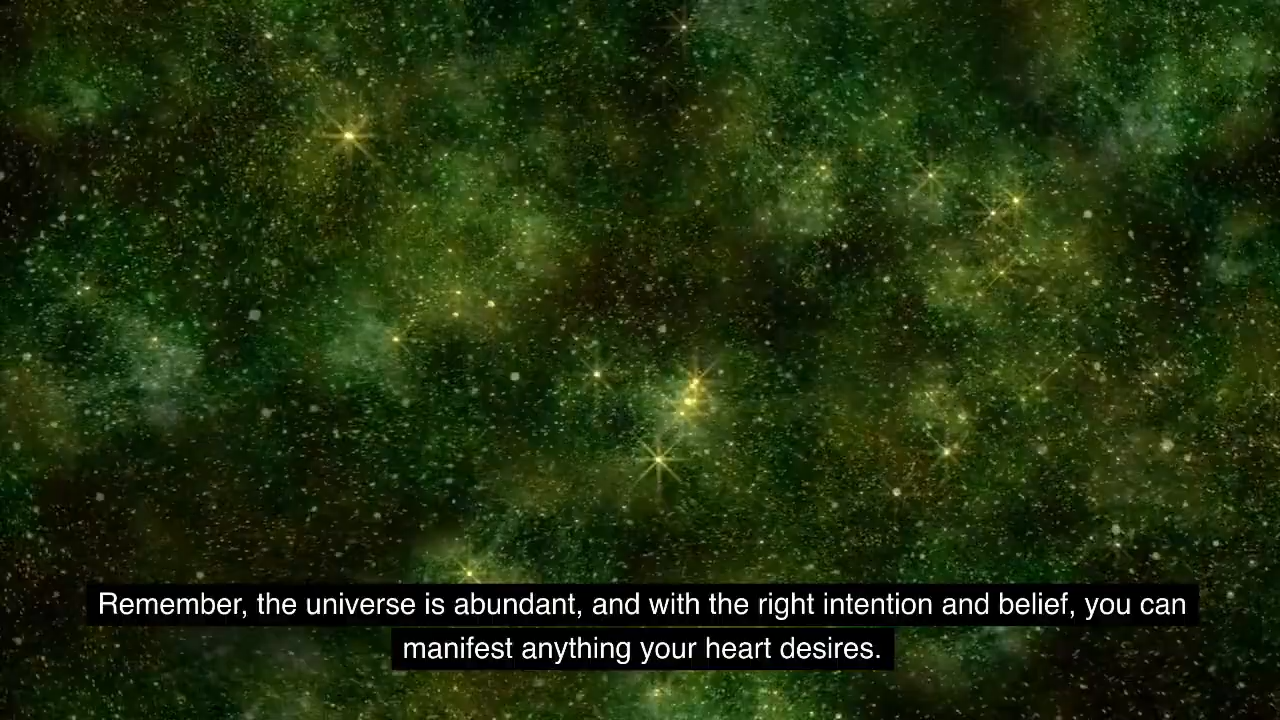 Remember, the universe is abundant, and with the right intention and belief, you can
manifest anything your heart desires.